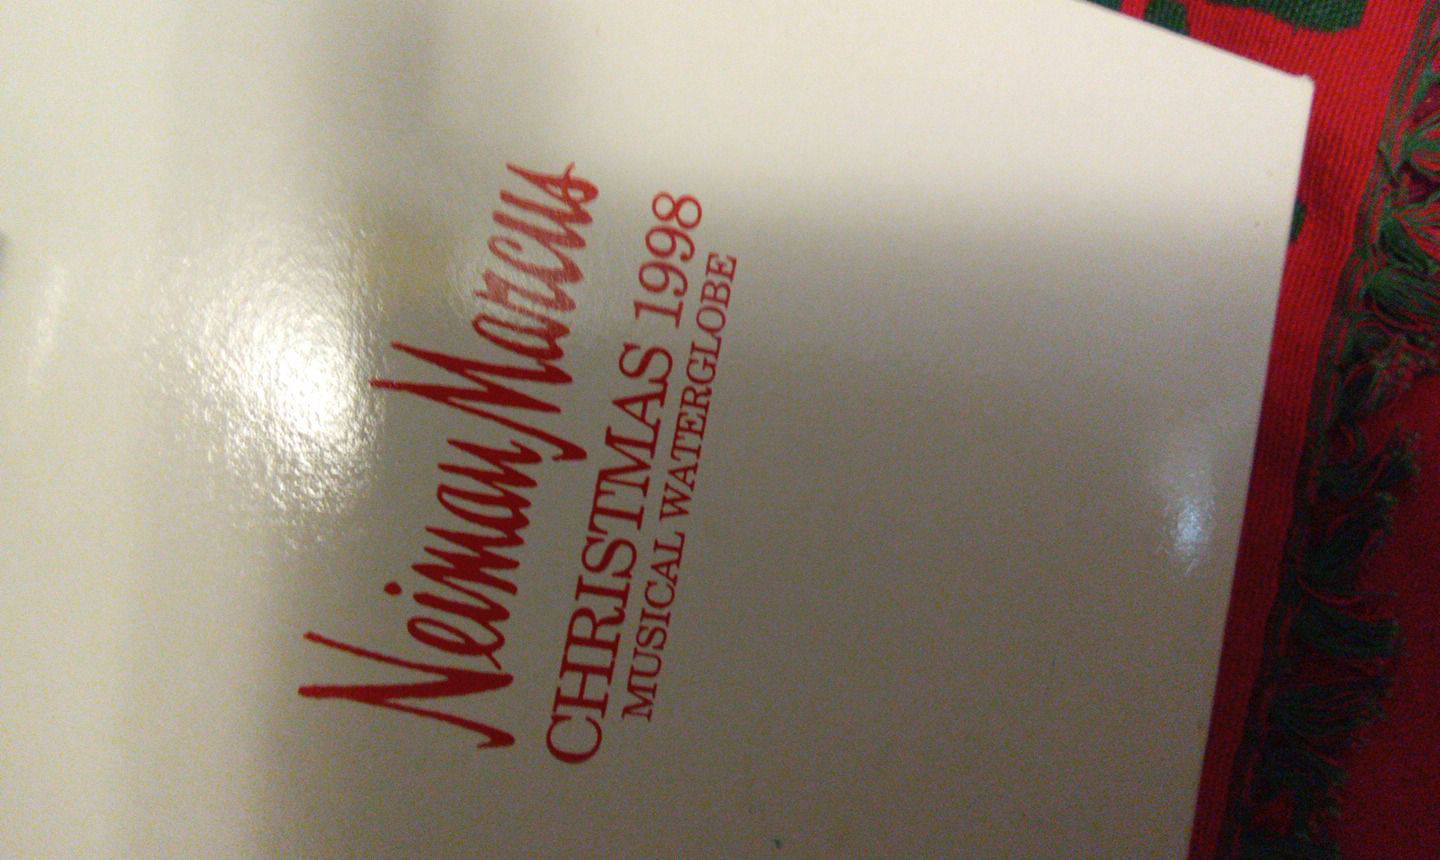 Neiman Marcus
CHRISTMAS 1998
MUSICAL WATERGLOBE